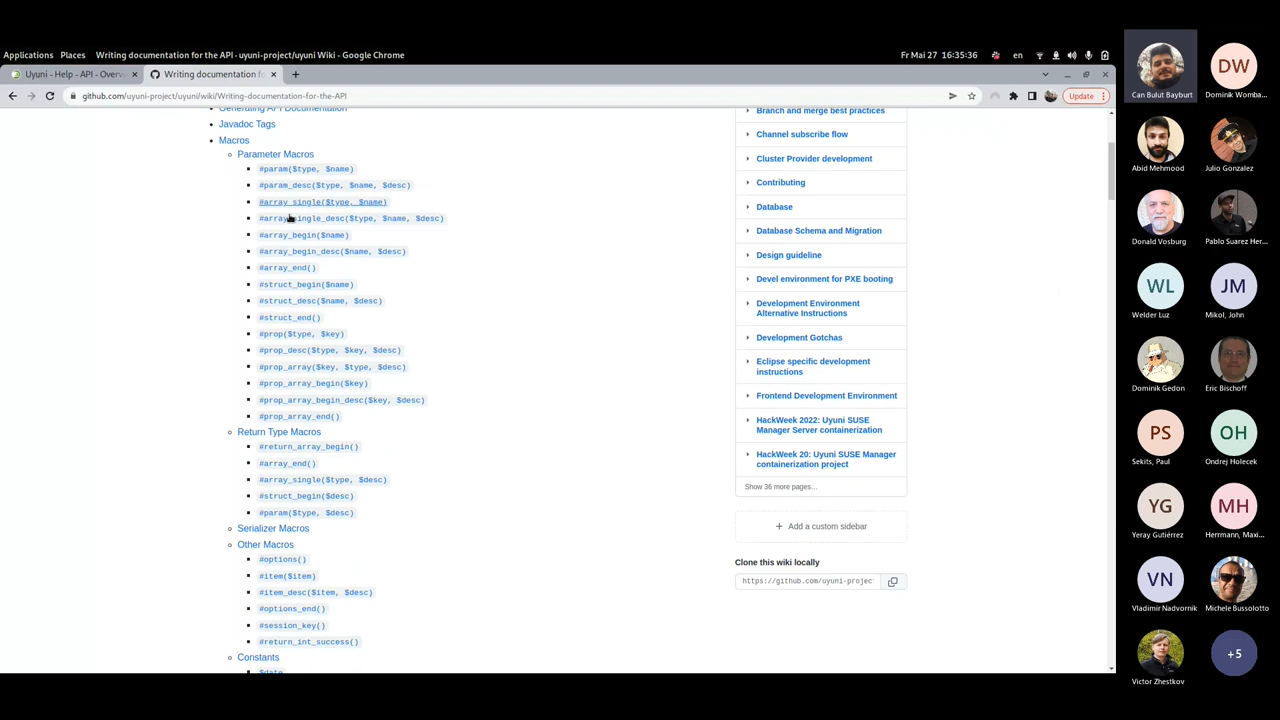 Applications Places Writing documentation for the API - uyuni-project/uyuni Wiki - Google Chrome
Fr Mai 27 16:35:36
en
Uyuni - Help - API - Overv
Writing documentation fo
github.com/uyuni-project/uyuni/wiki/Writing-documentation-for-the-API
Update
Generating API Documentation
Javadoc Tags
Macros
Parameter Macros
#param($type, $name)
#param_desc($type, $name, $desc)
#array_single($type, $name)
#array_single_desc($type, $name, $desc)
#array_begin($name)
#array_begin_desc($name, $desc)
#array_end()
#struct_begin($name)
#struct_desc($name, $desc)
#struct_end()
#prop($type, $key)
#prop_desc($type, $key, $desc)
#prop_array($key, $type, $desc)
#prop_array_begin($key)
#prop_array_begin_desc($key, $desc)
#prop_array_end()
Return Type Macros
#return_array_begin()
#array_end()
#array_single($type, $desc)
#struct_begin($desc)
#param($type, $desc)
Serializer Macros
Other Macros
#options()
#item($item)
#item_desc($item, $desc)
#options_end()
#session_key()
#return_int_success()
Constants
$date
Branch and merge best practices
Channel subscribe flow
Cluster Provider development
Contributing
Database
Database Schema and Migration
Design guideline
Devel environment for PXE booting
Development Environment
Alternative Instructions
Development Gotchas
Eclipse specific development
instructions
Frontend Development Environment
HackWeek 2022: Uyuni SUSE
Manager Server containerization
HackWeek 20: Uyuni SUSE Manager
containerization project
Show 36 more pages...
Add a custom sidebar
Clone this wiki locally
https://github.com/uyuni-projec
Can Bulut Bayburt
DW
Dominik Womba...
Abid Mehmood
Julio Gonzalez
Donald Vosburg
Pablo Suarez Her...
WL
Welder Luz
JM
Mikol, John
Dominik Gedon
Eric Bischoff
PS
Sekits, Paul
OH
Ondrej Holecek
YG
Yeray Gutiérrez
MH
Herrmann, Maxi...
VN
Vladimir Nadvornik
Michele Bussolotto
Victor Zhestkov
+5